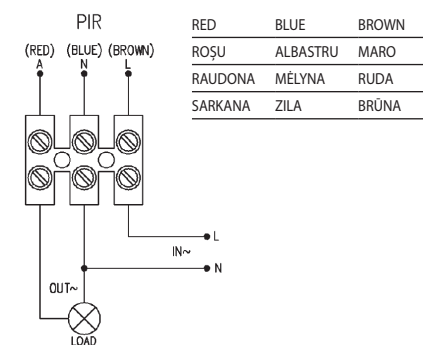 PIR
(RED) (BLUE) (BROWN)
A N L
L
IN~
N
OUT~
LOAD
RED BLUE BROWN
ROȘU ALBASTRU MARO
RAUDONA MĖLYNA RUDA
SARKANA ZILA BRŪNA